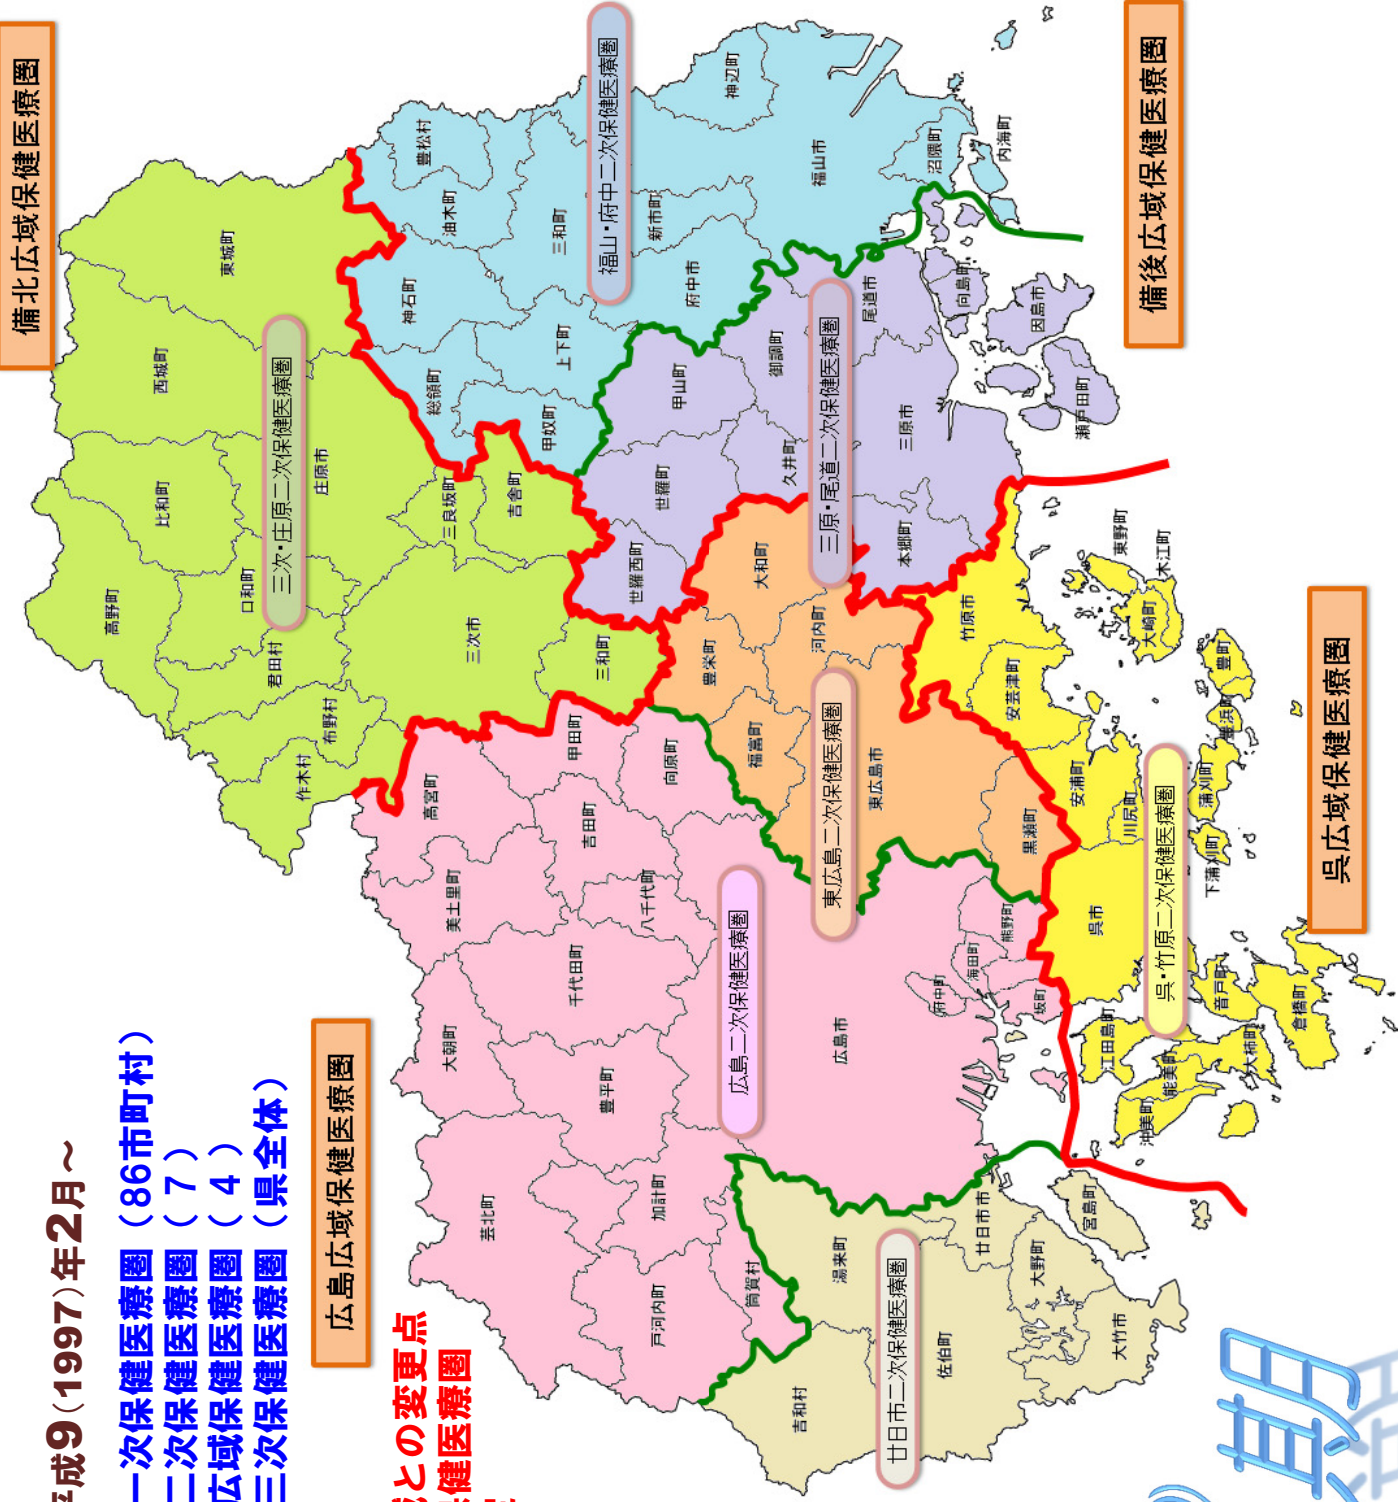 平成9(1997)年2月～
一次保健医療圏（86市町村）
二次保健医療圏（ 7 ）
広域保健医療圏（ 4 ）
三次保健医療圏（県全体）
との変更点
健医療圏
広島広域保健医療圏
備北広域保健医療圏
備後広域保健医療圏
呉広域保健医療圏
三次・庄原二次保健医療圏
福山・府中二次保健医療圏
三原・尾道二次保健医療圏
東広島二次保健医療圏
広島二次保健医療圏
呉・竹原二次保健医療圏
廿日市二次保健医療圏
高野町
比和町
西城町
東城町
口和町
庄原市
君田村
布野村
作木村
三次市
三良坂町
吉舎町
三和町
豊松村
油木町
神石町
三和町
総領町
上下町
甲奴町
新市町
府中市
神辺町
福山市
沼隈町
内海町
甲山町
世羅町
世羅西町
御調町
久井町
尾道市
三原市
本郷町
向島町
因島市
瀬戸田町
大和町
河内町
豊栄町
福富町
東広島市
黒瀬町
竹原市
安芸津町
安浦町
川尻町
呉市
東野町
木江町
大崎町
豊町
豊浜町
蒲刈町
下蒲刈町
音戸町
倉橋町
江田島町
能美町
沖美町
大柿町
高宮町
甲田町
向原町
吉田町
美土里町
八千代町
千代田町
大朝町
豊平町
芸北町
加計町
戸河内町
筒賀村
広島市
府中町
海田町
熊野町
坂町
湯来町
吉和村
佐伯町
廿日市市
大野町
宮島町
大竹市
期